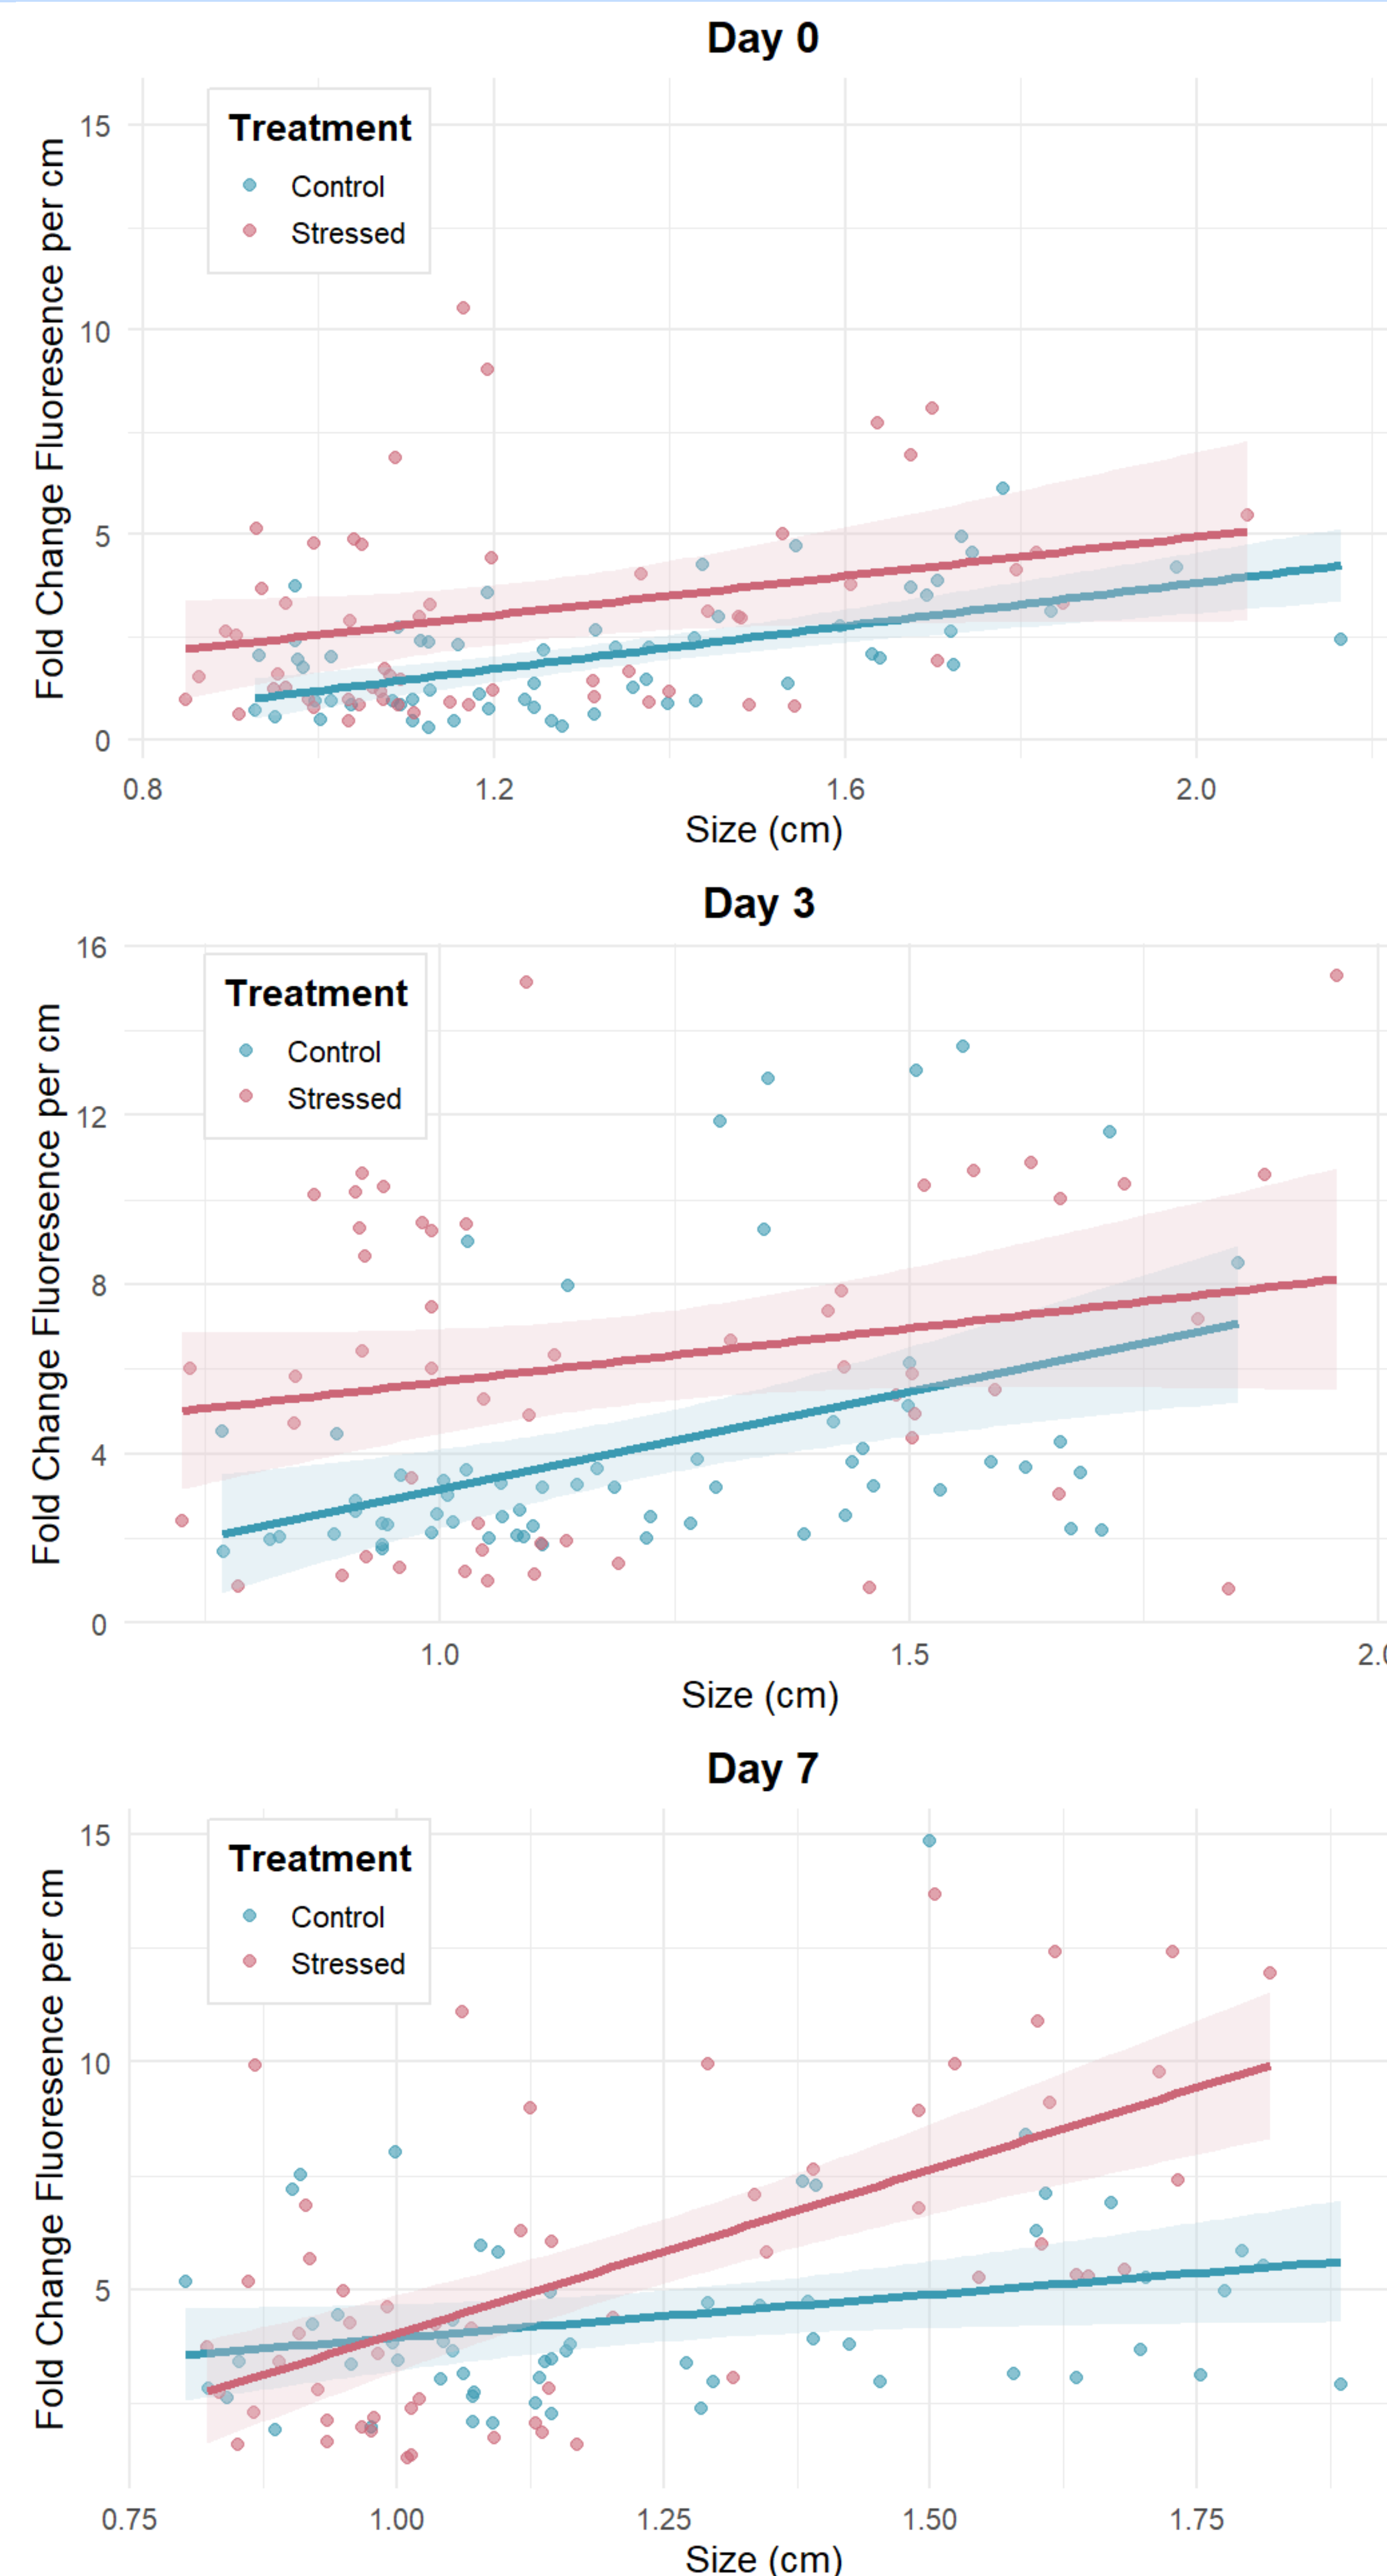 Day 0
Fold Change Fluoresence per cm
Treatment
Control
Stressed
15
10
5
0
0.8 1.2 1.6 2.0
Size (cm)
Day 3
Fold Change Fluoresence per cm
Treatment
Control
Stressed
16
12
8
4
0
1.0 1.5 2.0
Size (cm)
Day 7
Fold Change Fluoresence per cm
Treatment
Control
Stressed
15
10
5
0.75 1.00 1.25 1.50 1.75
Size (cm)